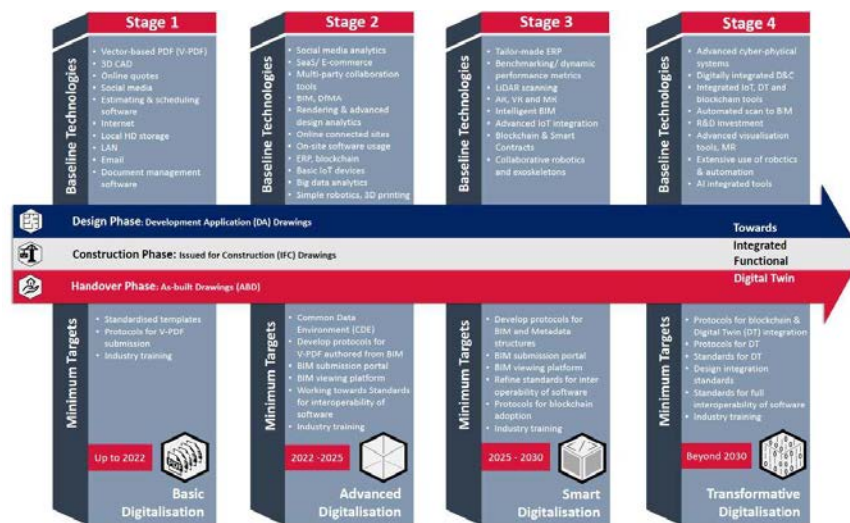 Stage 1
Baseline Technologies
• Vector-based PDF (V-PDF)
• 3D CAD
• Online quotes
• Social media
• Estimating & scheduling
software
• Internet
• Local HD storage
• LAN
• Email
• Document management
software
Stage 2
Baseline Technologies
• Social media analytics
• SaaS/ E-commerce
• Multi-party collaboration
tools
• BIM, DfMA
• Rendering & advanced
design analytics
• Online connected sites
• On-site software usage
• ERP, blockchain
• Basic IoT devices
• Big data analytics
• Simple robotics, 3D printing
Stage 3
Baseline Technologies
• Tailor-made ERP
• Benchmarking/ dynamic
performance metrics
• LiDAR scanning
• AR, VR and MR
• Intelligent BIM
• Advanced IoT integration
• Blockchain & Smart
Contracts
• Collaborative robotics
and exoskeletons
Stage 4
Baseline Technologies
• Advanced cyber-phytical
systems
• Digitally integrated D&C
• Integrated IoT, DT and
blockchain tools
• Automated scan to BIM
• R&D investment
• Advanced visualisation
tools, MR
• Extensive use of robotics
& automation
• AI integrated tools
Design Phase: Development Application (DA) Drawings
Construction Phase: Issued for Construction (IFC) Drawings
Handover Phase: As-built Drawings (ABD)
Towards
Integrated
Functional
Digital Twin
Minimum Targets
• Standardised templates
• Protocols for V-PDF
submission
• Industry training
Up to 2022
PDF
Basic
Digitalisation
Minimum Targets
• Common Data
Environment (CDE)
• Develop protocols for
V-PDF authored from BIM
• BIM submission portal
• BIM viewing platform
• Working towards Standards
for interoperability of
software
• Industry training
2022 -2025
Advanced
Digitalisation
Minimum Targets
• Develop protocols for
BIM and Metadata
structures
• BIM submission portal
• BIM viewing platform
• Refine standards for inter
operability of software
• Protocols for blockchain
adoption
• Industry training
2025 - 2030
Smart
Digitalisation
Minimum Targets
• Protocols for blockchain &
Digital Twin (DT) integration
• Protocols for DT
• Standards for DT
• Design integration
standards
• Standards for full
interoperability of software
• Industry training
Beyond 2030
Transformative
Digitalisation